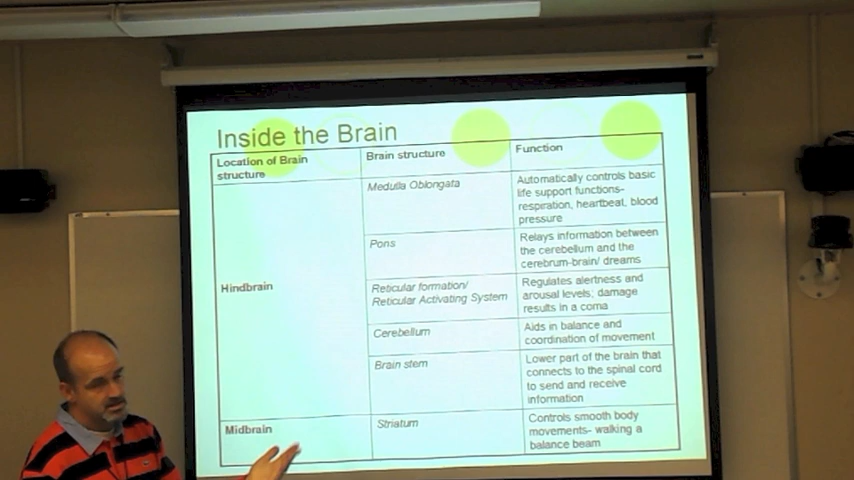 Inside the Brain
Location of Brain
structure
Brain structure
Function
Hindbrain
Medulla Oblongata
Automatically controls basic
life support functions-
respiration, heartbeat, blood
pressure
Pons
Relays information between
the cerebellum and the
cerebrum-brain/ dreams
Reticular formation/
Reticular Activating System
Regulates alertness and
arousal levels; damage
results in a coma
Cerebellum
Aids in balance and
coordination of movement
Brain stem
Lower part of the brain that
connects to the spinal cord
to send and receive
information
Midbrain
Striatum
Controls smooth body
movements- walking a
balance beam